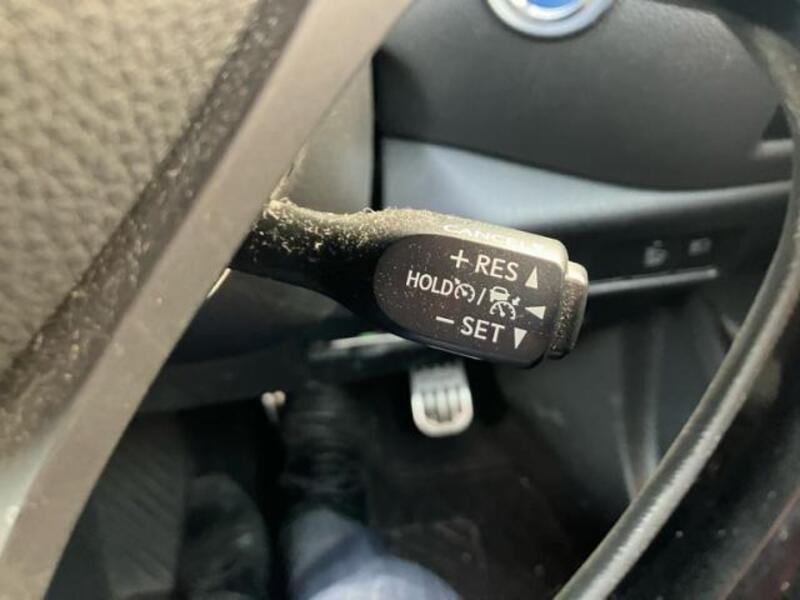 CANCEL
+ RES ▲
HOLD / ◀
− SET ▼